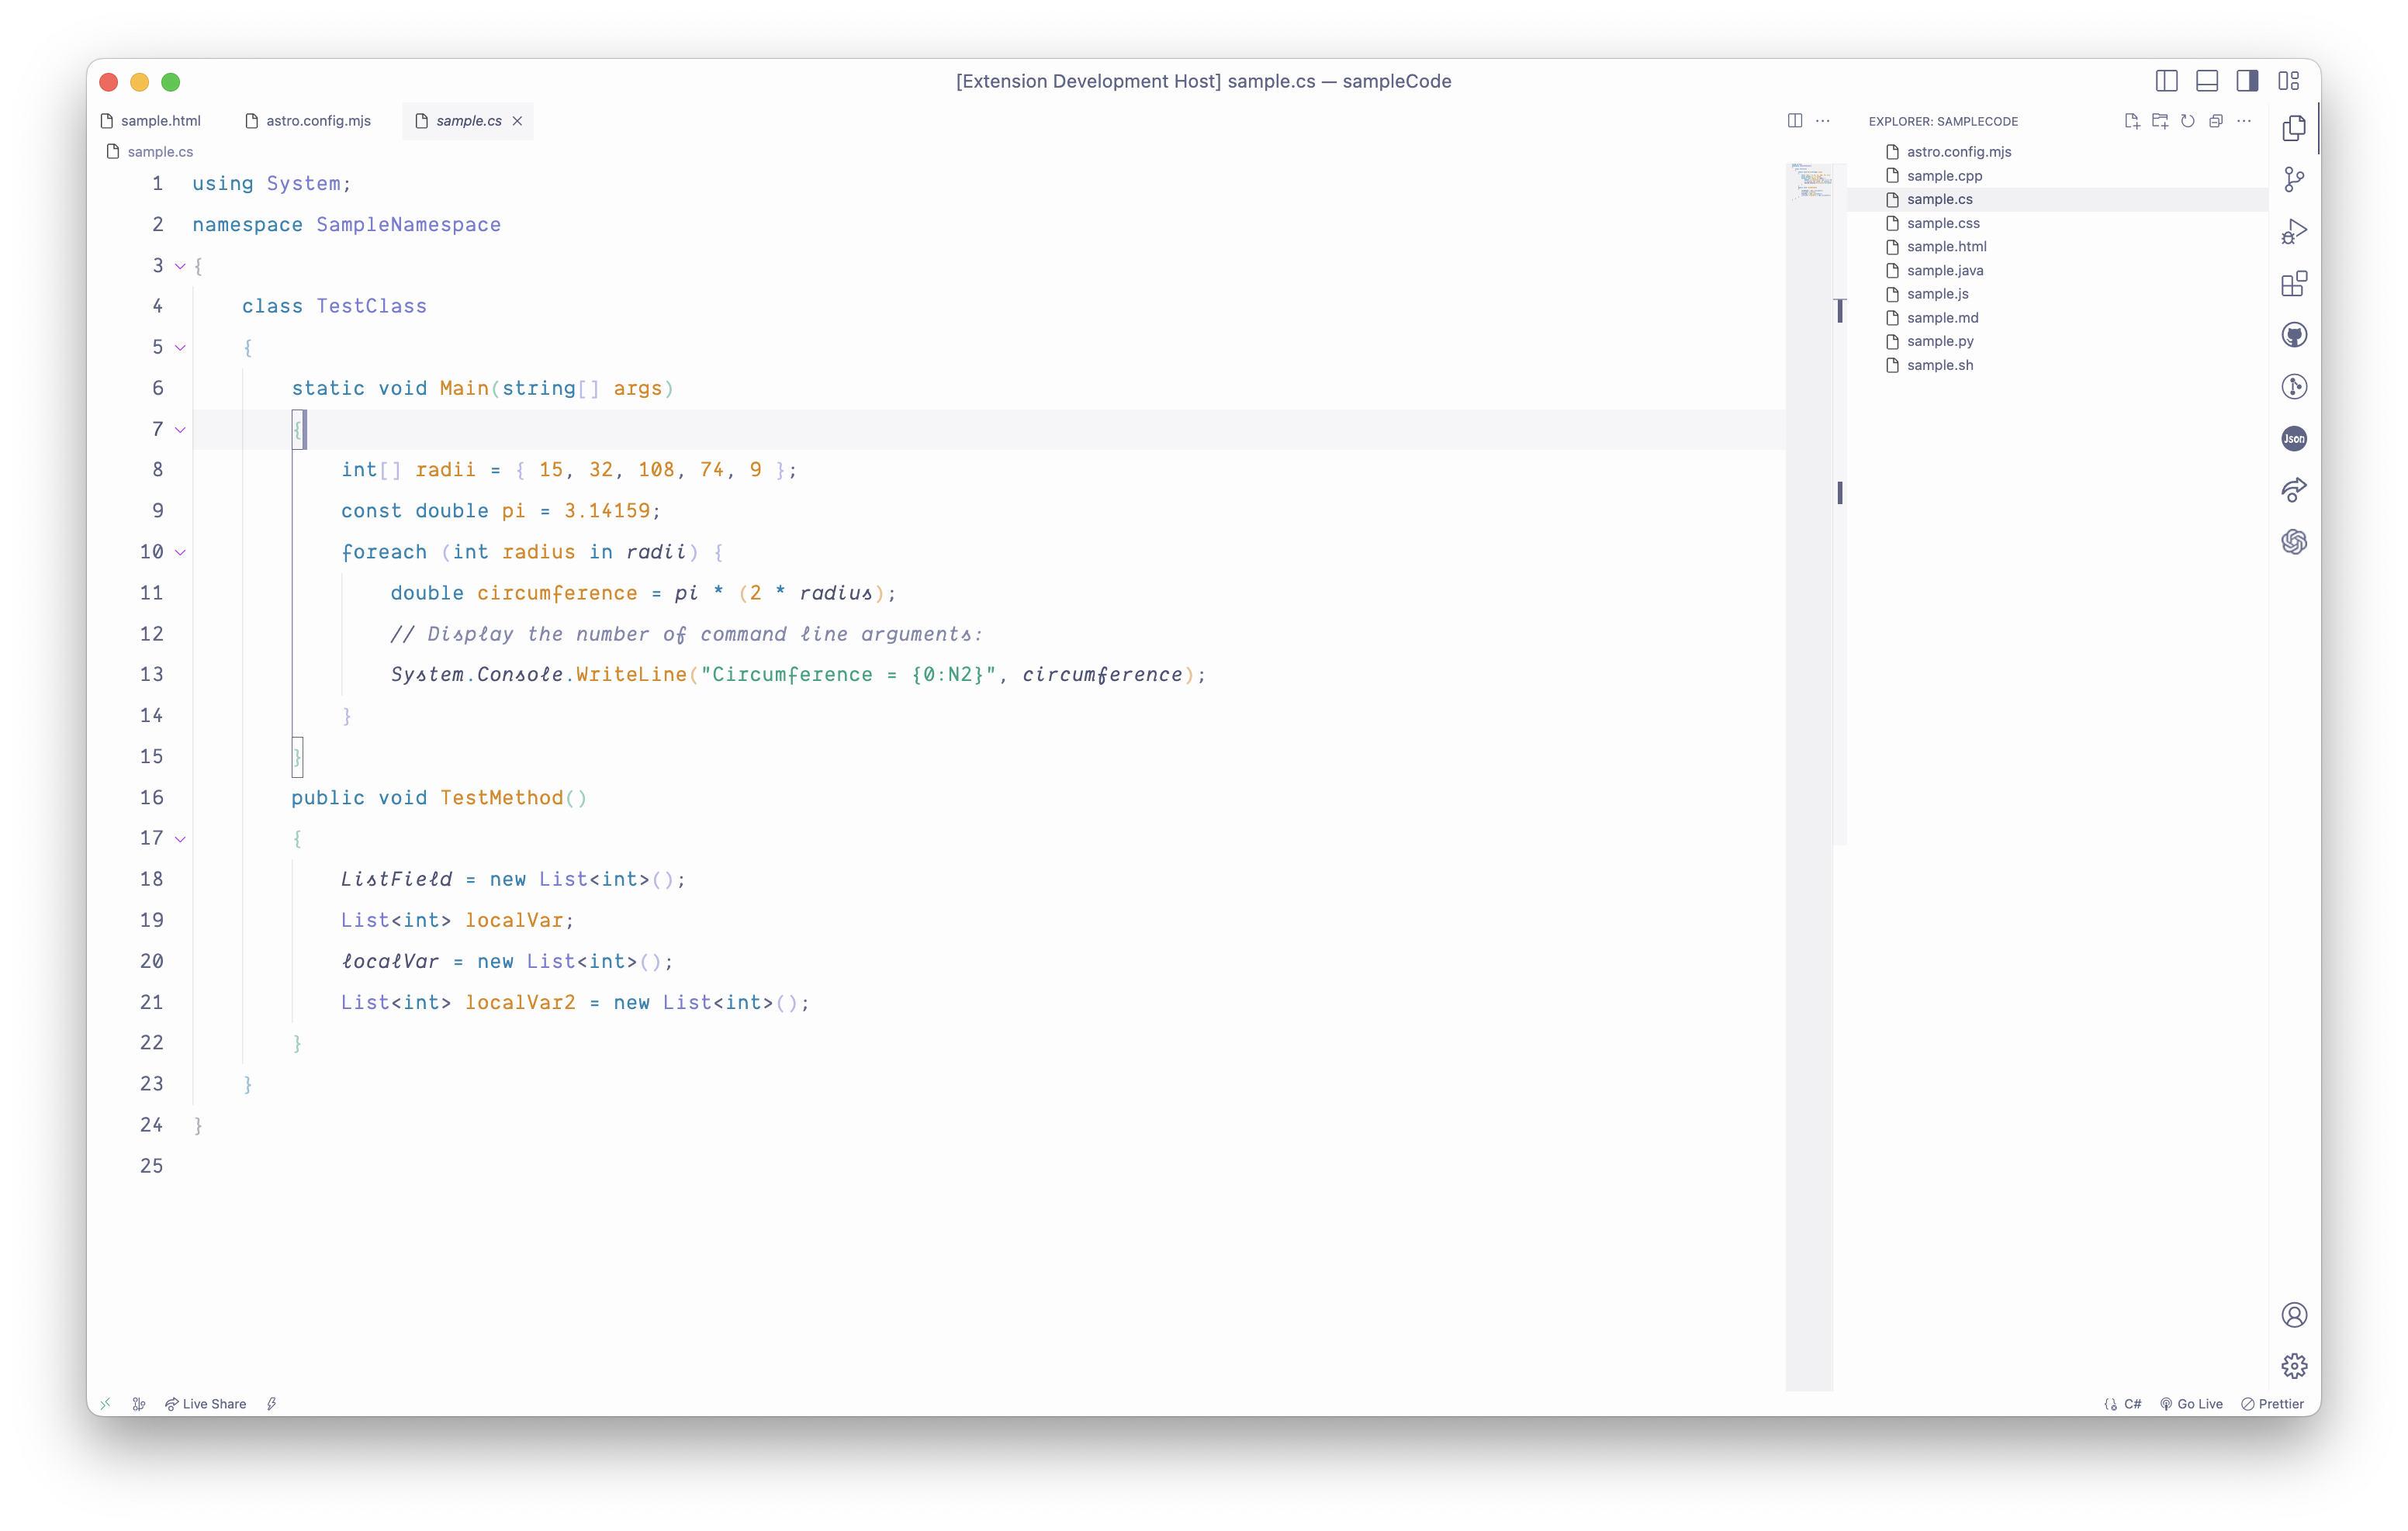 [Extension Development Host] sample.cs — sampleCode
sample.html astro.config.mjs sample.cs
sample.cs
1 using System;
2 namespace SampleNamespace
3 {
4 class TestClass
5 {
6 static void Main(string[] args)
7 {
8 int[] radii = { 15, 32, 108, 74, 9 };
9 const double pi = 3.14159;
10 foreach (int radius in radii) {
11 double circumference = pi * (2 * radius);
12 // Display the number of command line arguments:
13 System.Console.WriteLine("Circumference = {0:N2}", circumference);
14 }
15 }
16 public void TestMethod()
17 {
18 ListField = new List<int>();
19 List<int> localVar;
20 localVar = new List<int>();
21 List<int> localVar2 = new List<int>();
22 }
23 }
24 }
25
EXPLORER: SAMPLECODE
astro.config.mjs
sample.cpp
sample.cs
sample.css
sample.html
sample.java
sample.js
sample.md
sample.py
sample.sh
Json
Live Share
C# Go Live Prettier